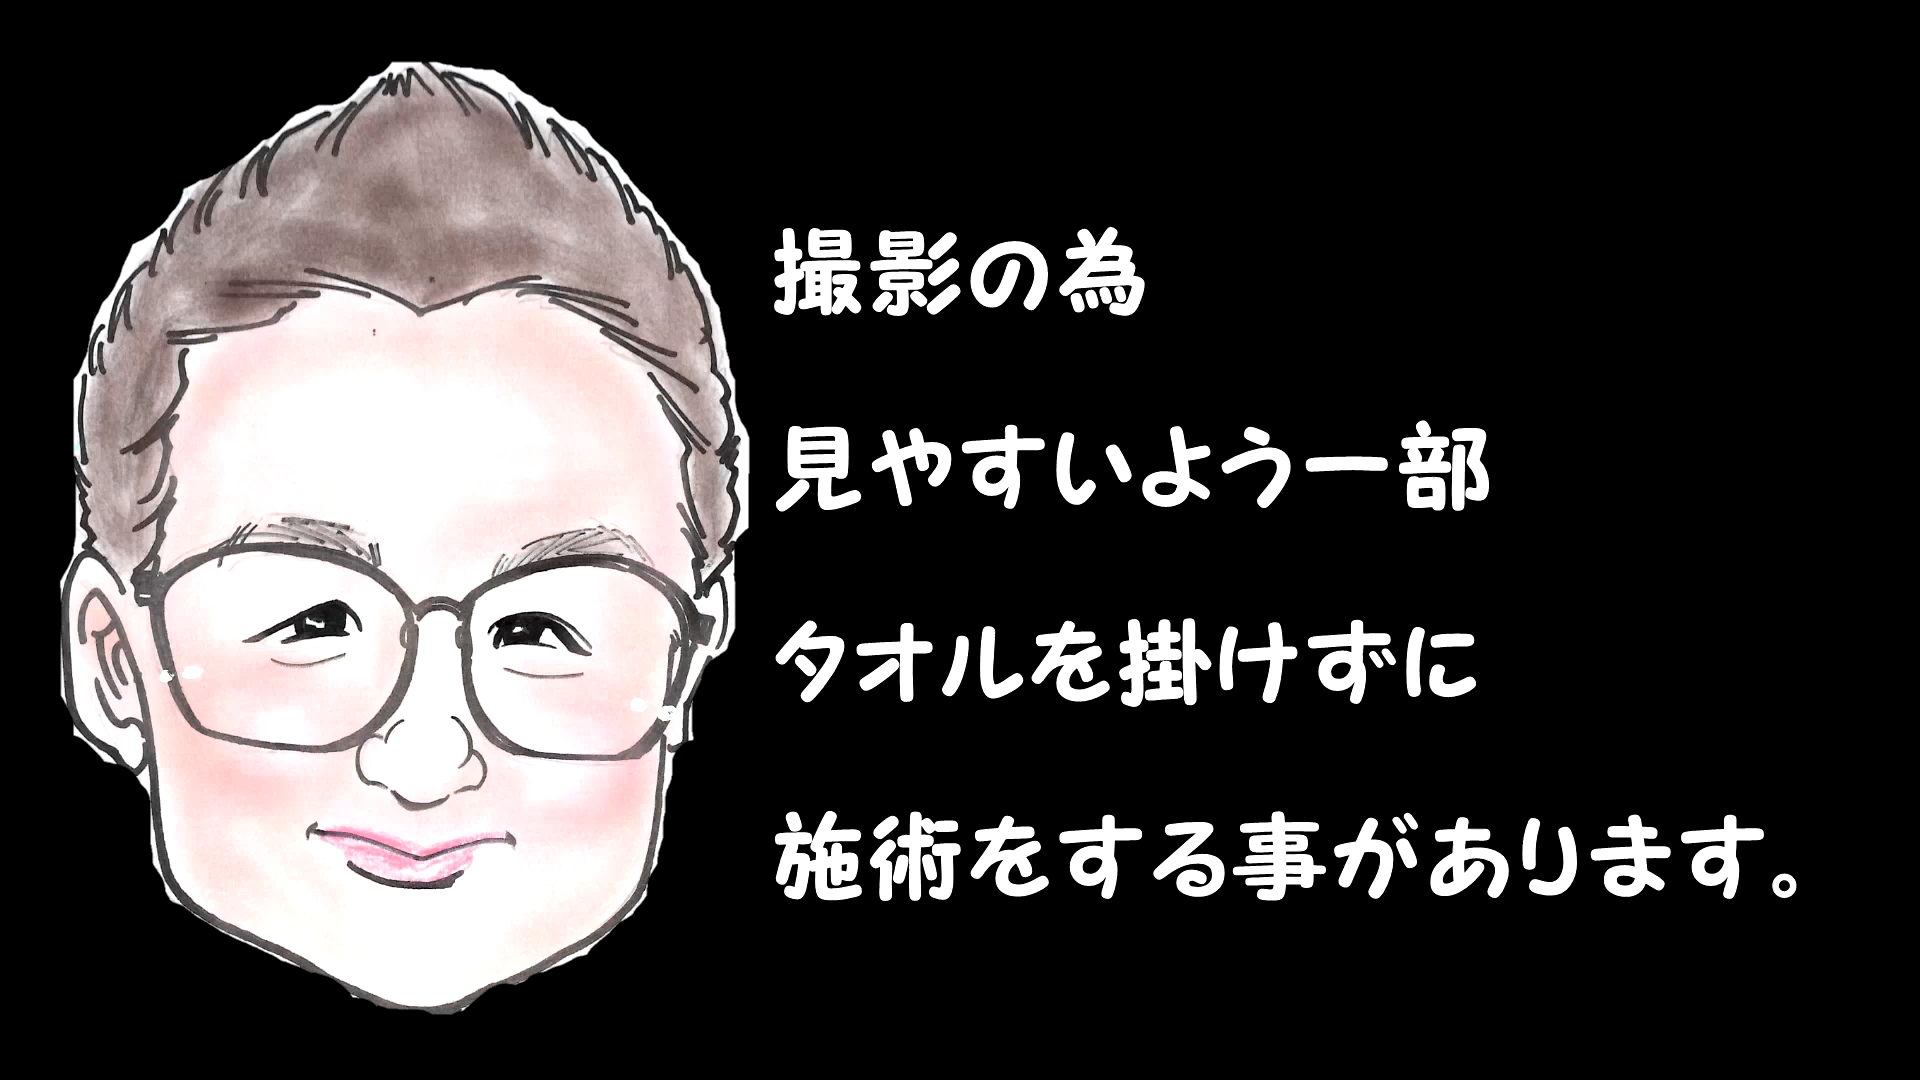 撮影の為
見やすいよう一部
タオルを掛けずに
施術をする事があります。